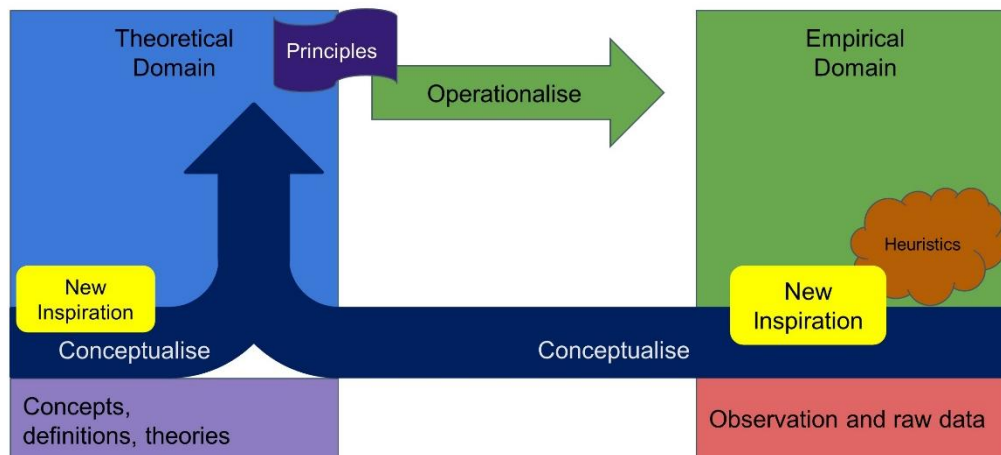 Theoretical
Domain
Principles
Operationalise
Empirical
Domain
Heuristics
New
Inspiration
New
Inspiration
Conceptualise
Conceptualise
Concepts,
definitions, theories
Observation and raw data